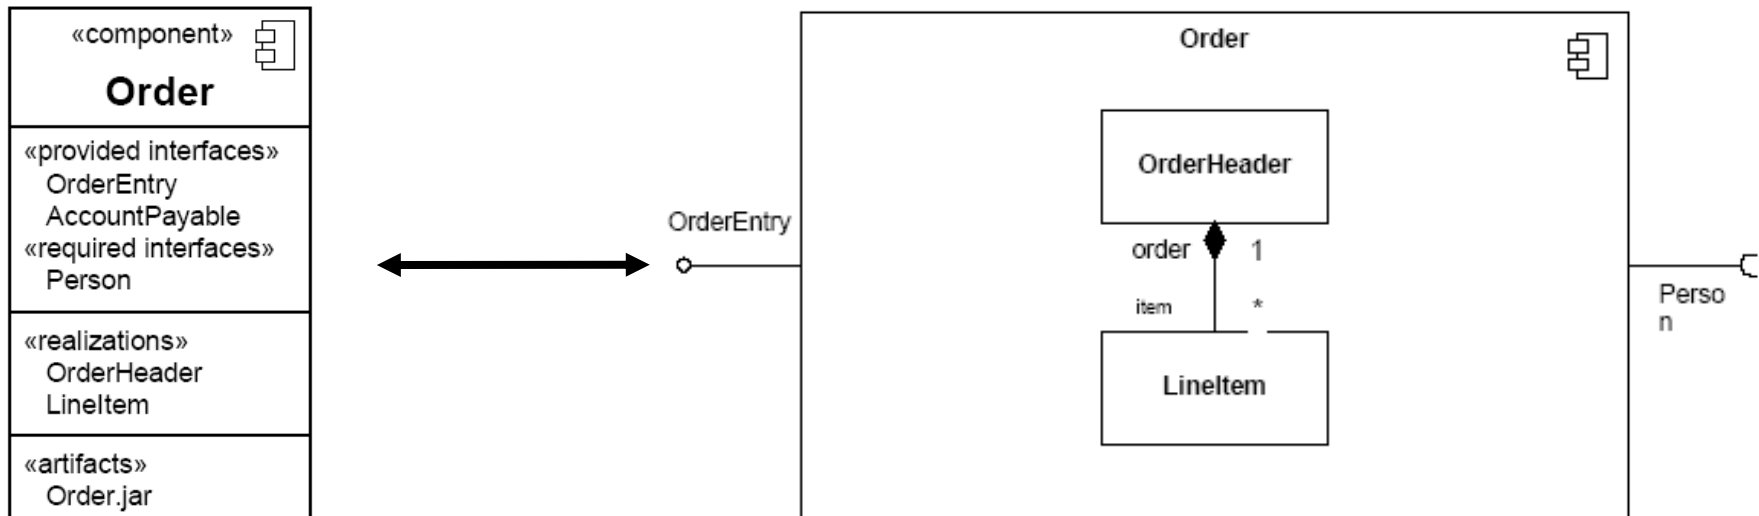 «component»
Order
«provided interfaces»
OrderEntry
AccountPayable
«required interfaces»
Person
«realizations»
OrderHeader
LineItem
«artifacts»
Order.jar
Order
OrderHeader
OrderEntry
order 1
item *
LineItem
Perso
n